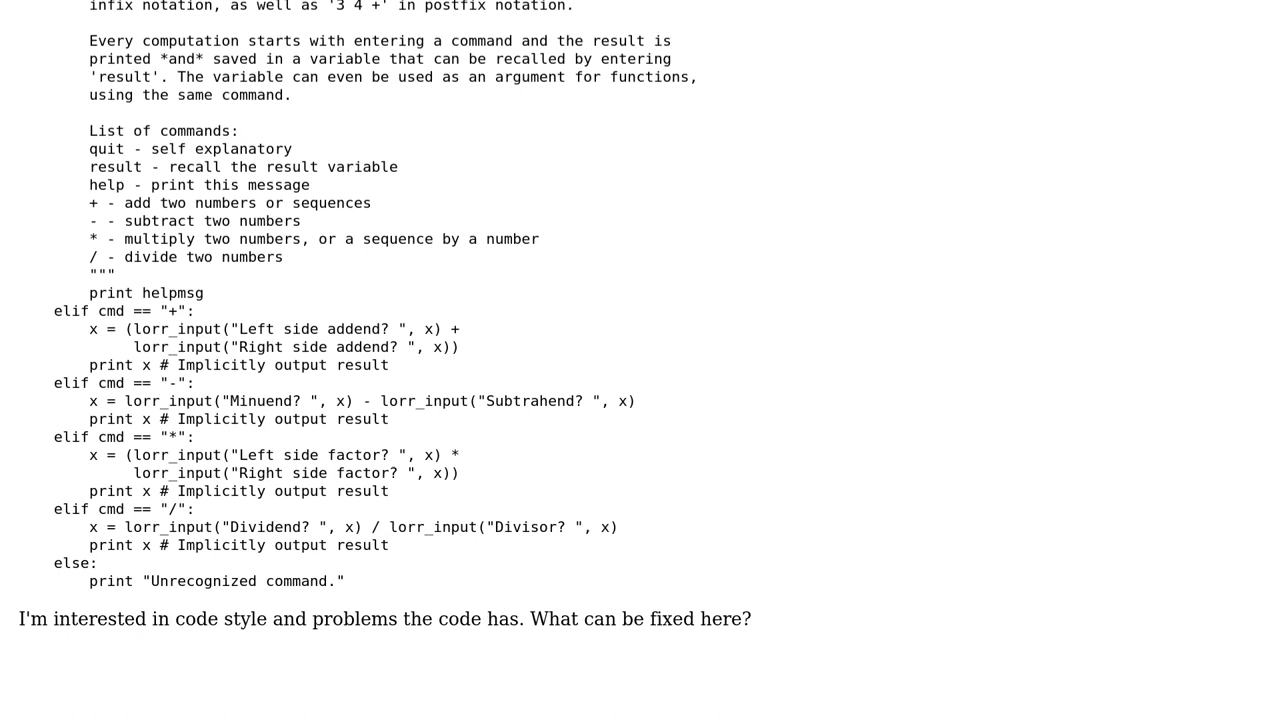 infix notation, as well as '3 4 +' in postfix notation.
Every computation starts with entering a command and the result is
printed *and* saved in a variable that can be recalled by entering
'result'. The variable can even be used as an argument for functions,
using the same command.
List of commands:
quit - self explanatory
result - recall the result variable
help - print this message
+ - add two numbers or sequences
- - subtract two numbers
* - multiply two numbers, or a sequence by a number
/ - divide two numbers
"""
print helpmsg
elif cmd == "+":
x = (lorr_input("Left side addend? ", x) +
lorr_input("Right side addend? ", x))
print x # Implicitly output result
elif cmd == "-":
x = lorr_input("Minuend? ", x) - lorr_input("Subtrahend? ", x)
print x # Implicitly output result
elif cmd == "*":
x = (lorr_input("Left side factor? ", x) *
lorr_input("Right side factor? ", x))
print x # Implicitly output result
elif cmd == "/":
x = lorr_input("Dividend? ", x) / lorr_input("Divisor? ", x)
print x # Implicitly output result
else:
print "Unrecognized command."
I'm interested in code style and problems the code has. What can be fixed here?